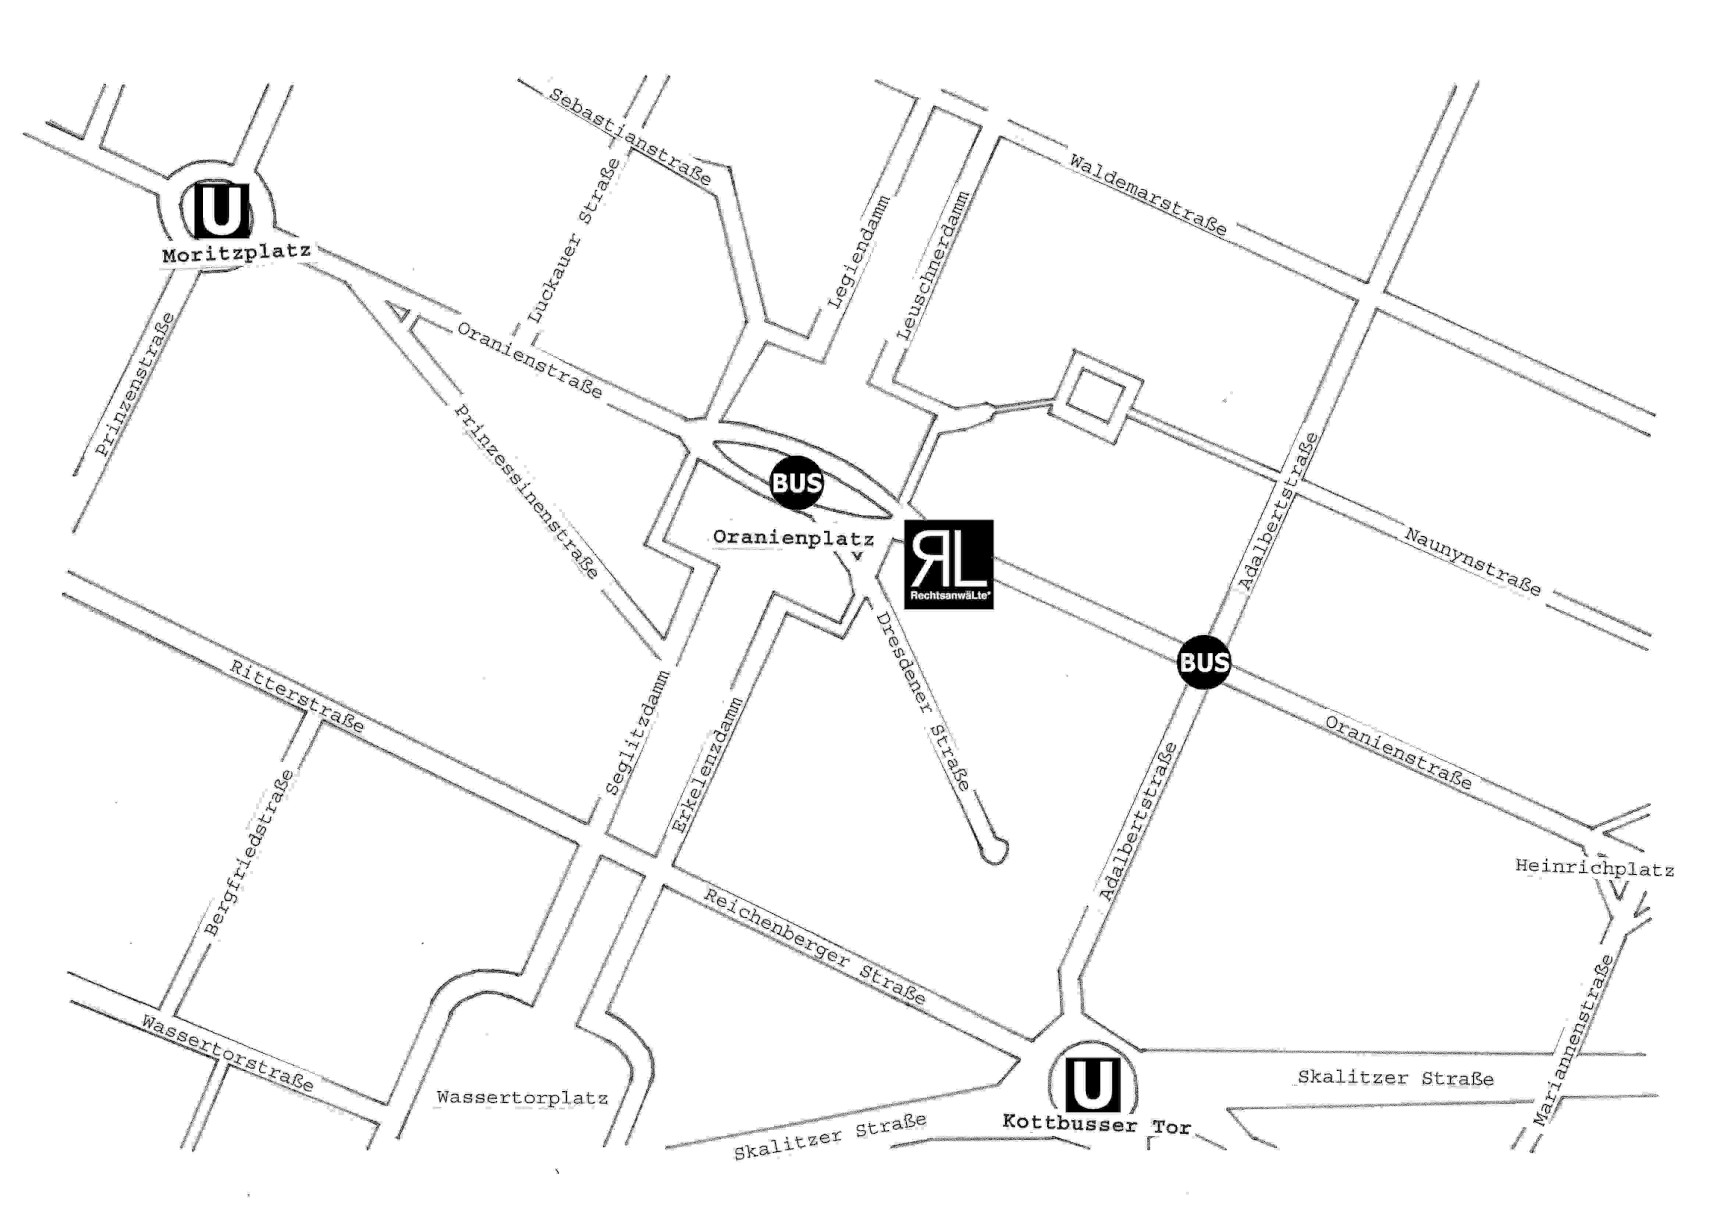 Sebastianstraße
Waldemarstraße
Luckauer Straße
Legiendamm
Leuschnerdamm
U
Moritzplatz
Prinzenstraße
Oranienstraße
Prinzessinenstraße
BUS
Oranienplatz
RL
RechtsanwäLte*
Adalbertstraße
Naunynstraße
Dresdener Straße
BUS
Ritterstraße
Seglitzdamm
Erkelenzdamm
Oranienstraße
Adalbertstraße
Bergfriedstraße
Heinrichplatz
Reichenberger Straße
Mariannenstraße
Wassertorstraße
Wassertorplatz
U
Kottbusser Tor
Skalitzer Straße
Skalitzer Straße